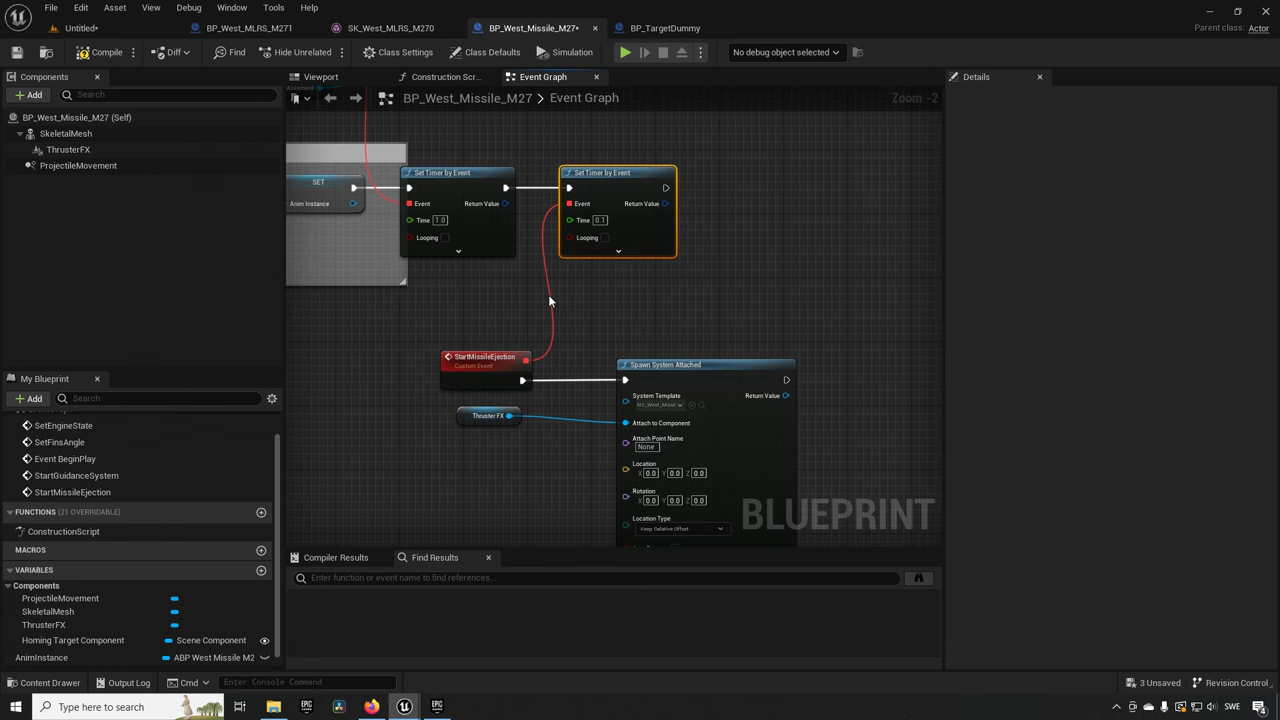 File
Edit
Asset
View
Debug
Window
Tools
Help
Parent class: Actor
Untitled*
BP_West_MLRS_M271
SK_West_MLRS_M270
BP_West_Missile_M27*
BP_TargetDummy
Compile
Diff
Find
Hide Unrelated
Class Settings
Class Defaults
Simulation
No debug object selected
Components
Viewport
Construction Scr...
Event Graph
Details
Add
Search
BP_West_Missile_M27 > Event Graph
Zoom -2
BP_West_Missile_M27 (Self)
SkeletalMesh
ThrusterFX
ProjectileMovement
SET
Anim Instance
Set Timer by Event
Event
Return Value
Time 1.0
Looping
Set Timer by Event
Event
Return Value
Time 0.1
Looping
StartMissileEjection
Custom Event
Thruster FX
Spawn System Attached
System Template
Return Value
NS_West_Missil
Attach to Component
Attach Point Name
None
Location
X 0.0 Y 0.0 Z 0.0
Rotation
X 0.0 Y 0.0 Z 0.0
Location Type
Keep Relative Offset
BLUEPRINT
My Blueprint
Add
Search
SetEngineState
SetFinsAngle
Event BeginPlay
StartGuidanceSystem
StartMissileEjection
FUNCTIONS (21 OVERRIDABLE)
ConstructionScript
MACROS
VARIABLES
Components
ProjectileMovement
SkeletalMesh
ThrusterFX
Homing Target Component
Scene Component
AnimInstance
ABP West Missile M2
Compiler Results
Find Results
Enter function or event name to find references...
Content Drawer
Output Log
Cmd
Enter Console Command
3 Unsaved
Revision Control
Type here to search
SWE